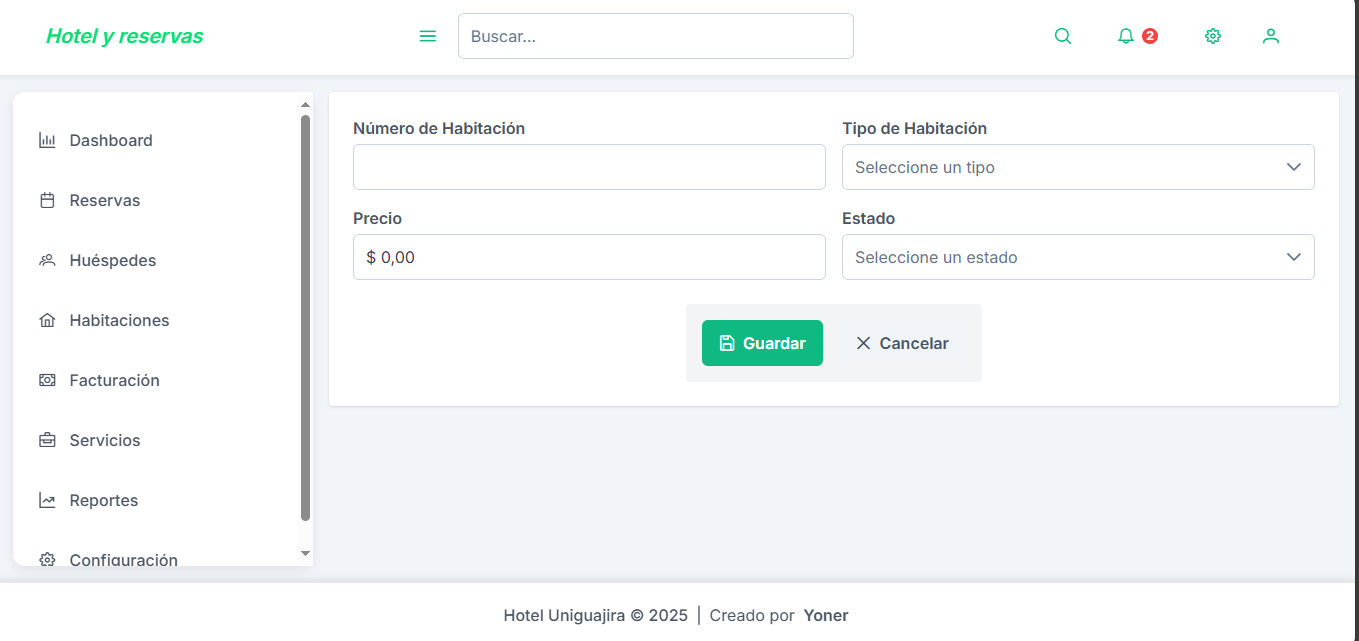 Hotel y reservas
Buscar...
2
Dashboard
Reservas
Huéspedes
Habitaciones
Facturación
Servicios
Reportes
Configuración
Número de Habitación
Tipo de Habitación
Seleccione un tipo
Precio
Estado
$ 0,00
Seleccione un estado
Guardar
Cancelar
Hotel Uniguajira © 2025 | Creado por Yoner